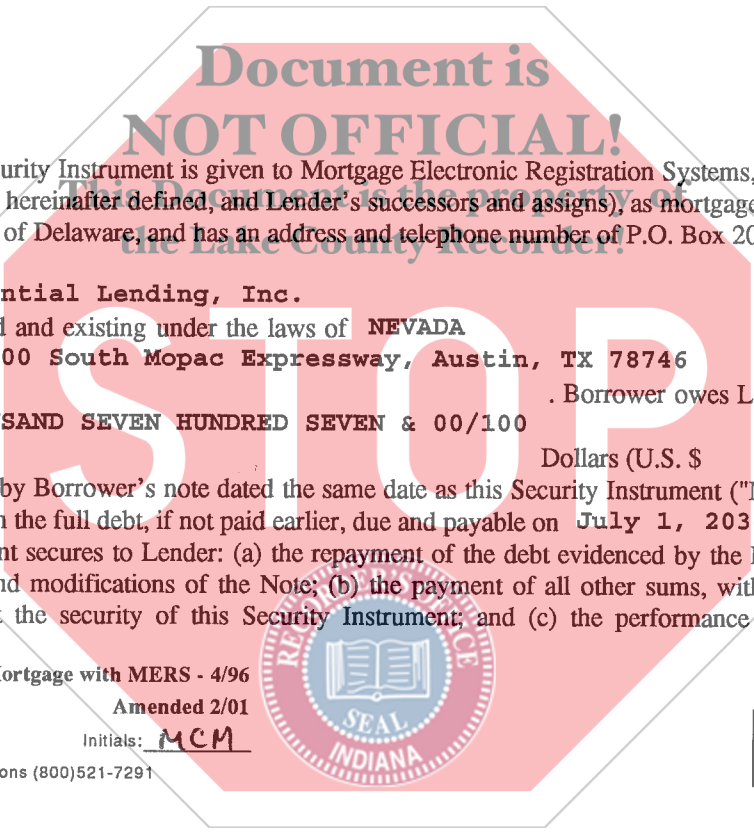 Document is
NOT OFFICIAL!
urity Instrument is given to Mortgage Electronic Registration Systems,
This Document is the property of
hereinafter defined, and Lender's successors and assigns), as mortgage
the Lake County Recorder!
of Delaware, and has an address and telephone number of P.O. Box 20
ntial Lending, Inc.
d and existing under the laws of NEVADA
00 South Mopac Expressway, Austin, TX 78746
. Borrower owes L
SAND SEVEN HUNDRED SEVEN & 00/100
STOP
Dollars (U.S. $
by Borrower's note dated the same date as this Security Instrument ("
the full debt, if not paid earlier, due and payable on July 1, 203
nt secures to Lender: (a) the repayment of the debt evidenced by the
nd modifications of the Note; (b) the payment of all other sums, with
the security of this Security Instrument; and (c) the performance
RECORDER'S OFFICE
SEAL
INDIANA
ortgage with MERS - 4/96
Amended 2/01
Initials: MCM
ons (800)521-7291